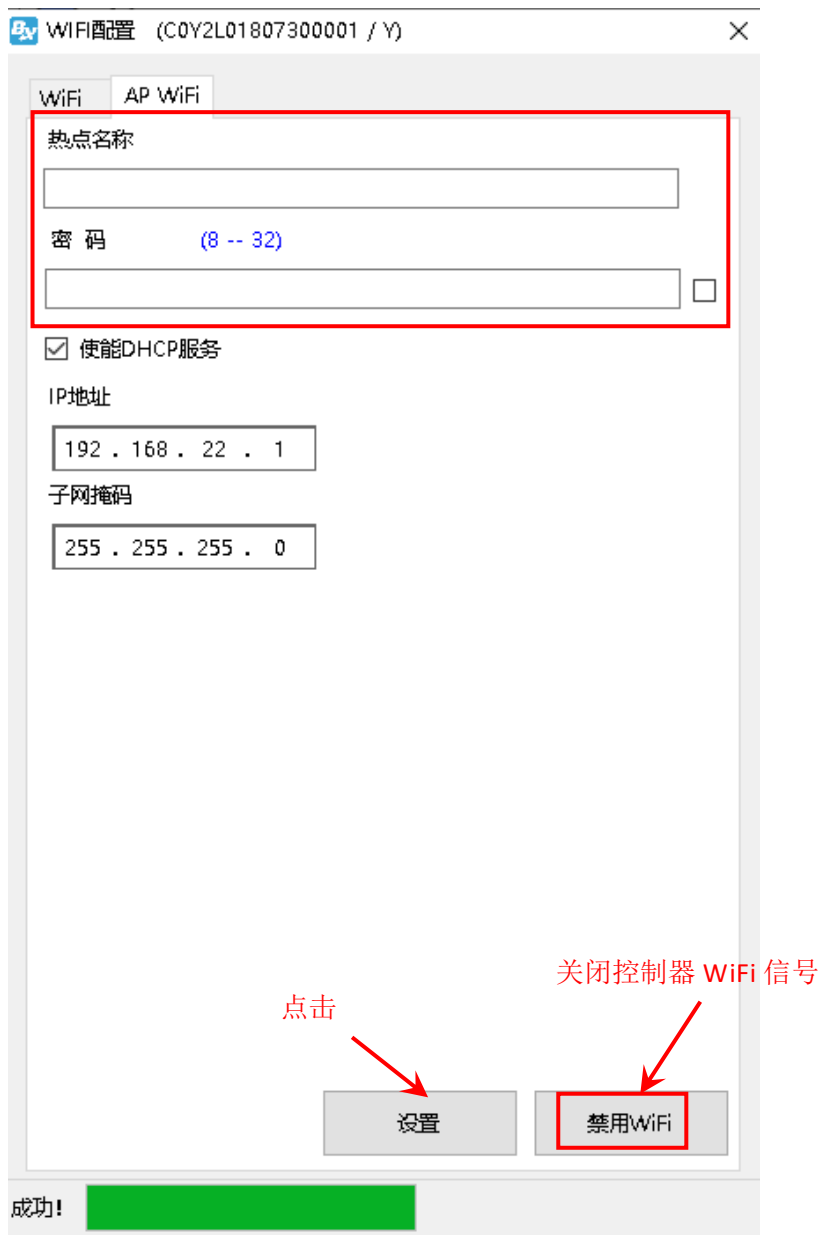 BX WIFI配置 (C0Y2L01807300001 / Y)
WiFi AP WiFi
热点名称
密 码 (8 -- 32)
使能DHCP服务
IP地址
192 . 168 . 22 . 1
子网掩码
255 . 255 . 255 . 0
关闭控制器 WiFi 信号
点击
设置 禁用WiFi
成功!